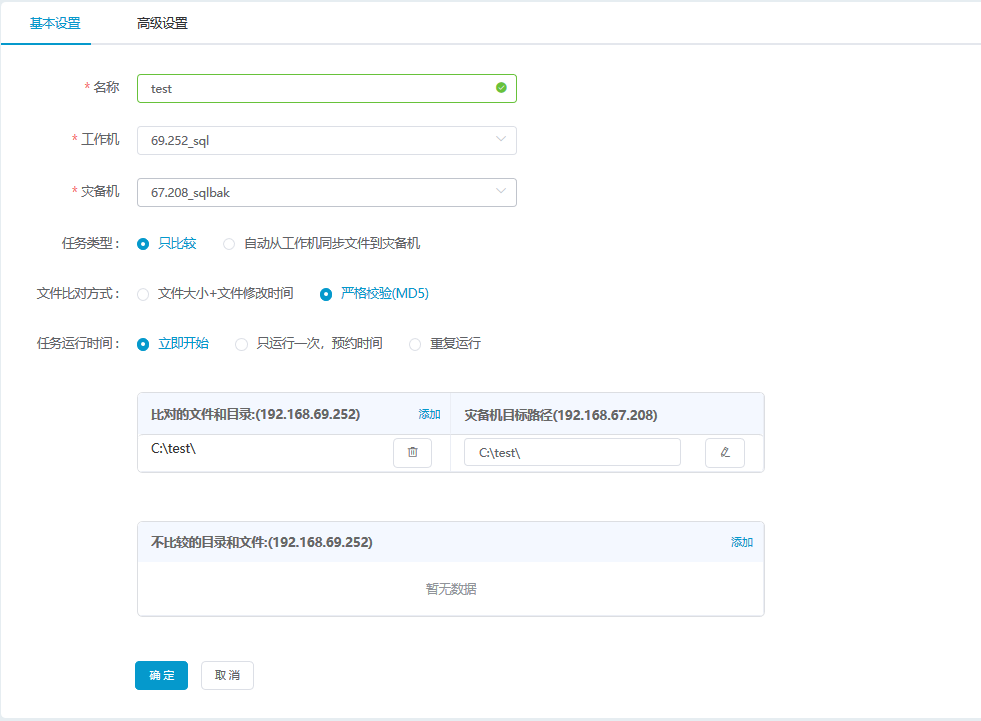 基本设置 高级设置
* 名称 test
* 工作机 69.252_sql
* 灾备机 67.208_sqlbak
任务类型： 只比较 自动从工作机同步文件到灾备机
文件比对方式： 文件大小+文件修改时间 严格校验(MD5)
任务运行时间： 立即开始 只运行一次，预约时间 重复运行
比对的文件和目录:(192.168.69.252) 添加 灾备机目标路径(192.168.67.208)
C:\test\ C:\test\
不比较的目录和文件:(192.168.69.252) 添加
暂无数据
确定 取消